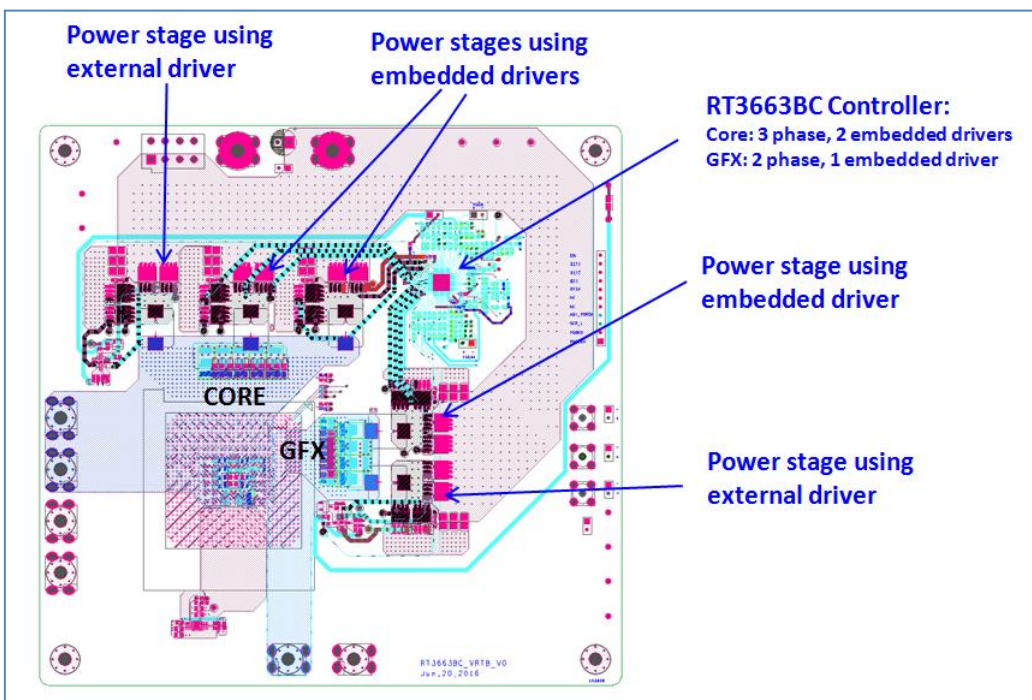 Power stage using
external driver
Power stages using
embedded drivers
RT3663BC Controller:
Core: 3 phase, 2 embedded drivers
GFX: 2 phase, 1 embedded driver
Power stage using
embedded driver
CORE
GFX
Power stage using
external driver
RT3663BC_VRTB_V0
Jan,20,2016